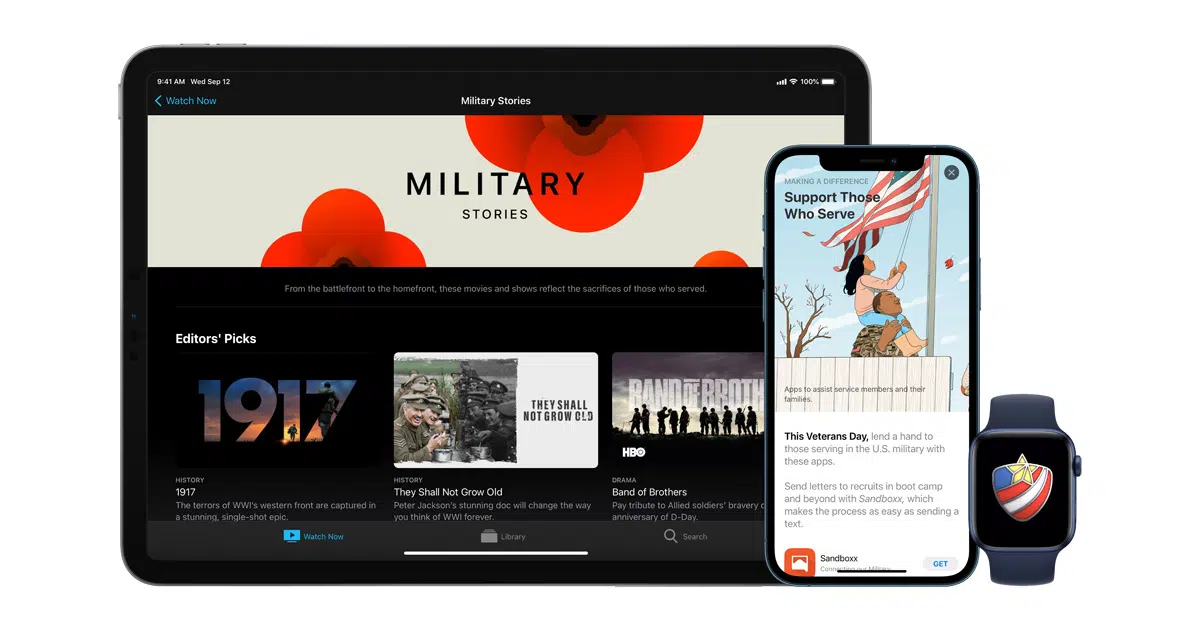 9:41 AM Wed Sep 12
100%
Watch Now
Military Stories
MILITARY
STORIES
From the battlefront to the homefront, these movies and shows reflect the sacrifices of those who served.
Editors' Picks
1917
THEY SHALL
NOT GROW OLD
BAND OF BROTH
HBO
HISTORY
1917
The terrors of WWI's western front are captured in
a stunning, single-shot epic.
HISTORY
They Shall Not Grow Old
Peter Jackson's stunning doc will change the way
you think of WWI forever.
DRAMA
Band of Brothers
Pay tribute to Allied soldiers' bravery
anniversary of D-Day.
Watch Now
Library
Search
MAKING A DIFFERENCE
Support Those
Who Serve
Apps to assist service members and their
families.
This Veterans Day, lend a hand to
those serving in the U.S. military with
these apps.
Send letters to recruits in boot camp
and beyond with Sandboxx, which
makes the process as easy as sending a
text.
Sandboxx
Connecting our Military
GET